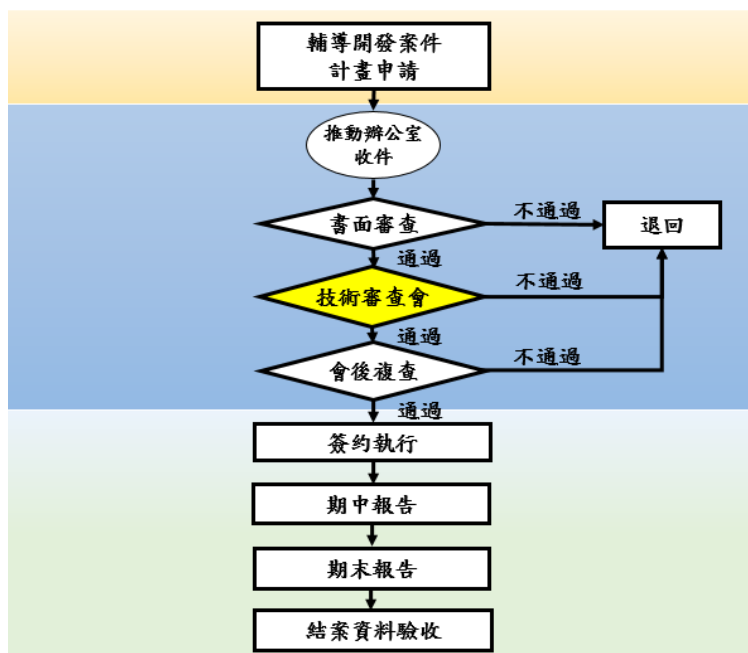 輔導開發案件
計畫申請
推動辦公室
收件
書面審查
不通過
退回
通過
技術審查會
不通過
通過
會後複查
不通過
通過
簽約執行
期中報告
期末報告
結案資料驗收